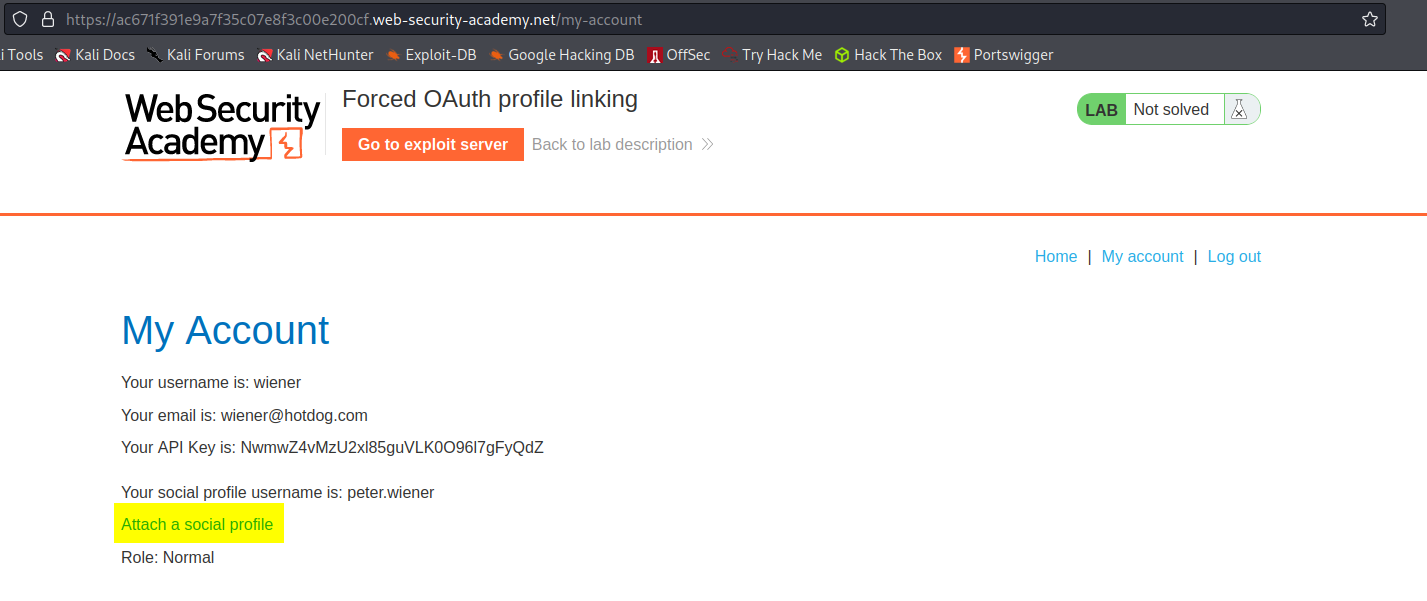 https://ac671f391e9a7f35c07e8f3c00e200cf.web-security-academy.net/my-account
i Tools Kali Docs Kali Forums Kali NetHunter Exploit-DB Google Hacking DB OffSec Try Hack Me Hack The Box Portswigger
Web Security
Academy
Forced OAuth profile linking
Go to exploit server Back to lab description
LAB Not solved
Home | My account | Log out
My Account
Your username is: wiener
Your email is: wiener@hotdog.com
Your API Key is: NwmwZ4vMzU2xl85guVLK0O96l7gFyQdZ
Your social profile username is: peter.wiener
Attach a social profile
Role: Normal